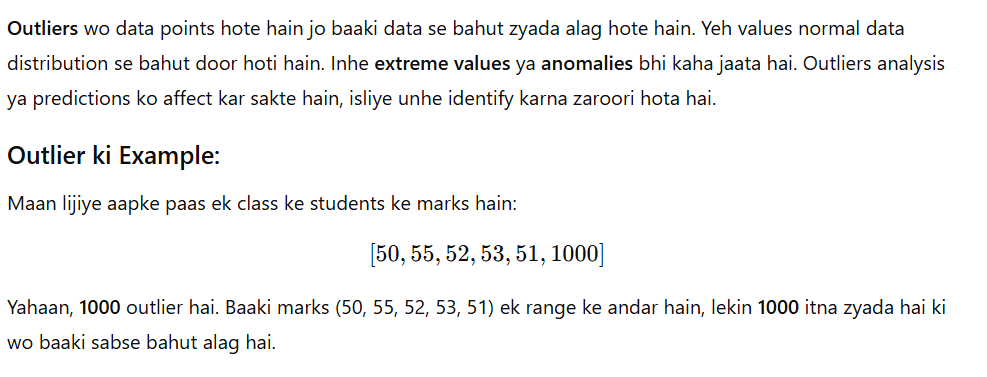 Outliers wo data points hote hain jo baaki data se bahut zyada alag hote hain. Yeh values normal data
distribution se bahut door hoti hain. Inhe extreme values ya anomalies bhi kaha jaata hai. Outliers analysis
ya predictions ko affect kar sakte hain, isliye unhe identify karna zaroori hota hai.
Outlier ki Example:
Maan lijiye aapke paas ek class ke students ke marks hain:
[50, 55, 52, 53, 51, 1000]
Yahaan, 1000 outlier hai. Baaki marks (50, 55, 52, 53, 51) ek range ke andar hain, lekin 1000 itna zyada hai ki
wo baaki sabse bahut alag hai.